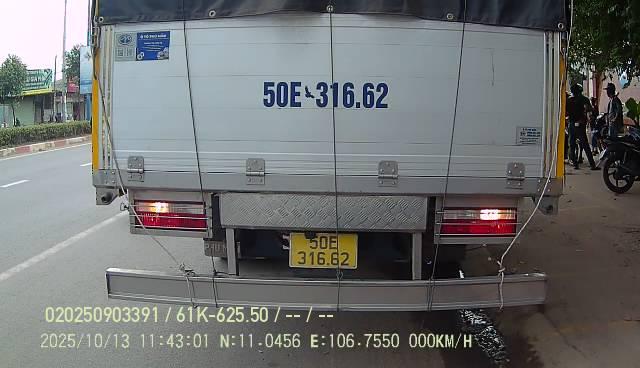 50E-316.62
50E
316.62
020250903391 / 61K-625.50 / -- / --
2025/10/13 11:43:01 N:11.0456 E:106.7550 000KM/H